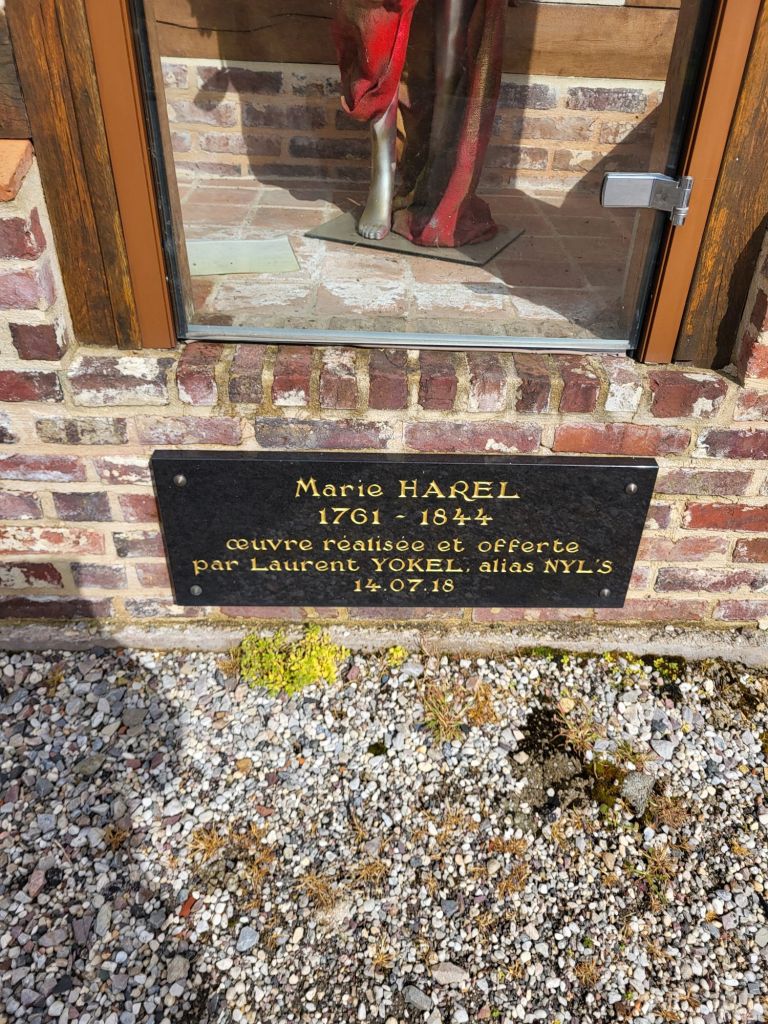 Marie HAREL
1761 - 1844
œuvre réalisée et offerte
par Laurent YOKEL, alias NYL'S
14.07.18